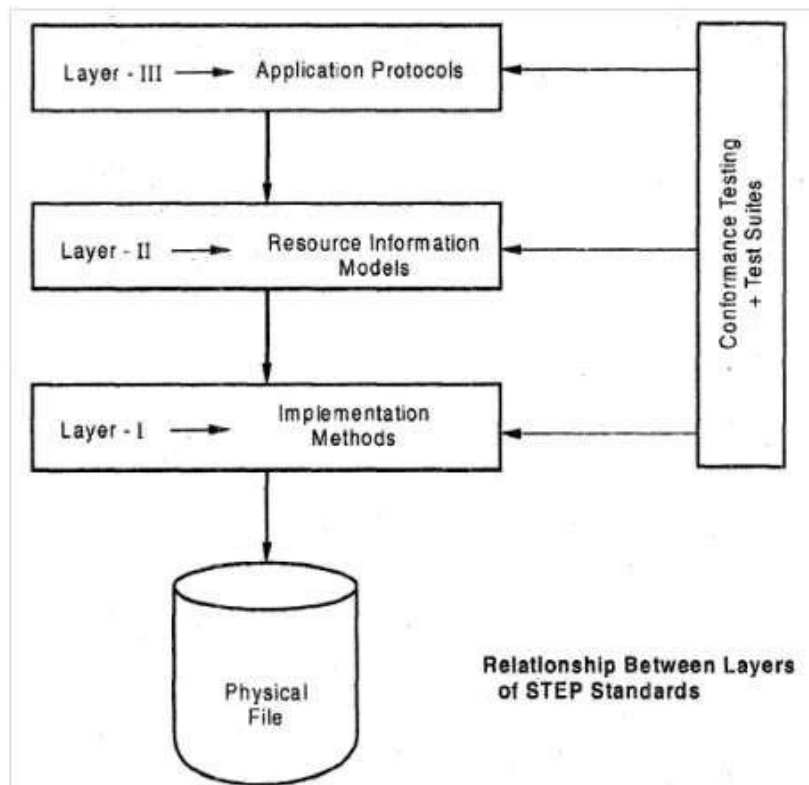 Layer - III
Application Protocols
Layer - II
Resource Information
Models
Layer - I
Implementation
Methods
Conformance Testing
+ Test Suites
Physical
File
Relationship Between Layers
of STEP Standards